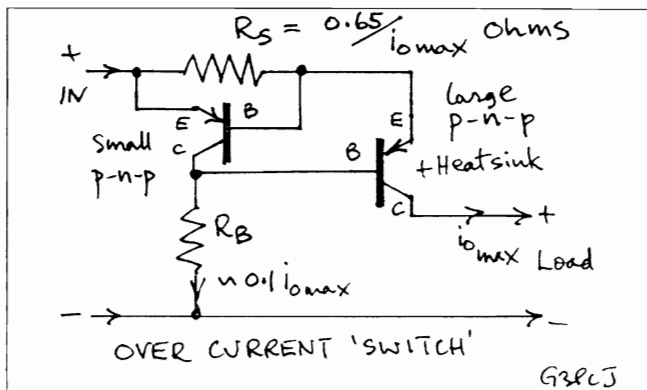 Rs = 0.65/iomax Ohms
+
IN
E
B
C
Small
p-n-p
large
p-n-p
E
B
+Heatsink
C
+
iomax Load
RB
~ 0.1 iomax
-
-
OVER CURRENT 'SWITCH'
G3PCJ